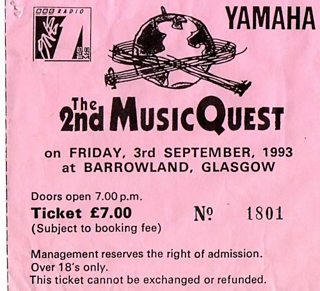 BBC RADIO
YAMAHA
The
2nd MUSICQUEST
on FRIDAY, 3rd SEPTEMBER, 1993
at BARROWLAND, GLASGOW
Doors open 7.00 p.m.
Ticket £7.00
Nº 1801
(Subject to booking fee)
Management reserves the right of admission.
Over 18's only.
This ticket cannot be exchanged or refunded.